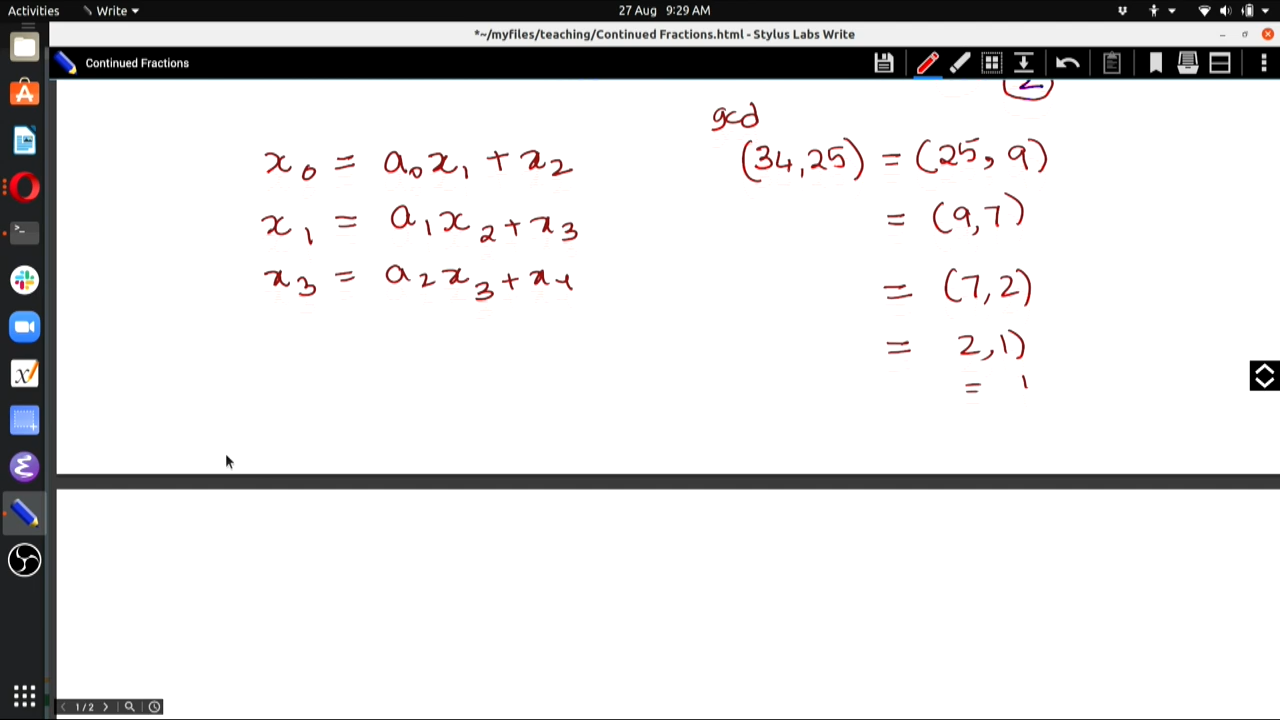 Activities Write 27 Aug 9:29 AM
*~/myfiles/teaching/Continued Fractions.html - Stylus Labs Write
Continued Fractions
2
gcd
x₀ = a₀x₁ + x₂
(34,25) = (25,9)
x₁ = a₁x₂ + x₃
= (9,7)
x₃ = a₂x₃ + x₄
= (7,2)
= 2,1)
= 1
1/2